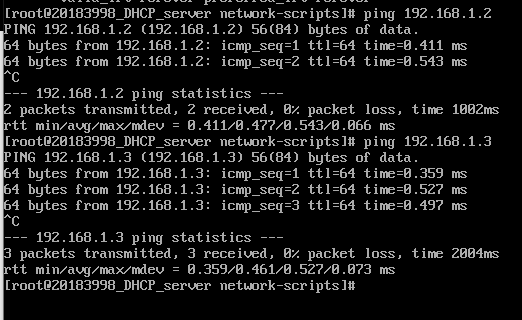 valid_lft forever preferred_lft forever
[root@20183998_DHCP_server network-scripts]# ping 192.168.1.2
PING 192.168.1.2 (192.168.1.2) 56(84) bytes of data.
64 bytes from 192.168.1.2: icmp_seq=1 ttl=64 time=0.411 ms
64 bytes from 192.168.1.2: icmp_seq=2 ttl=64 time=0.543 ms
^C
--- 192.168.1.2 ping statistics ---
2 packets transmitted, 2 received, 0% packet loss, time 1002ms
rtt min/avg/max/mdev = 0.411/0.477/0.543/0.066 ms
[root@20183998_DHCP_server network-scripts]# ping 192.168.1.3
PING 192.168.1.3 (192.168.1.3) 56(84) bytes of data.
64 bytes from 192.168.1.3: icmp_seq=1 ttl=64 time=0.359 ms
64 bytes from 192.168.1.3: icmp_seq=2 ttl=64 time=0.527 ms
64 bytes from 192.168.1.3: icmp_seq=3 ttl=64 time=0.497 ms
^C
--- 192.168.1.3 ping statistics ---
3 packets transmitted, 3 received, 0% packet loss, time 2004ms
rtt min/avg/max/mdev = 0.359/0.461/0.527/0.073 ms
[root@20183998_DHCP_server network-scripts]#